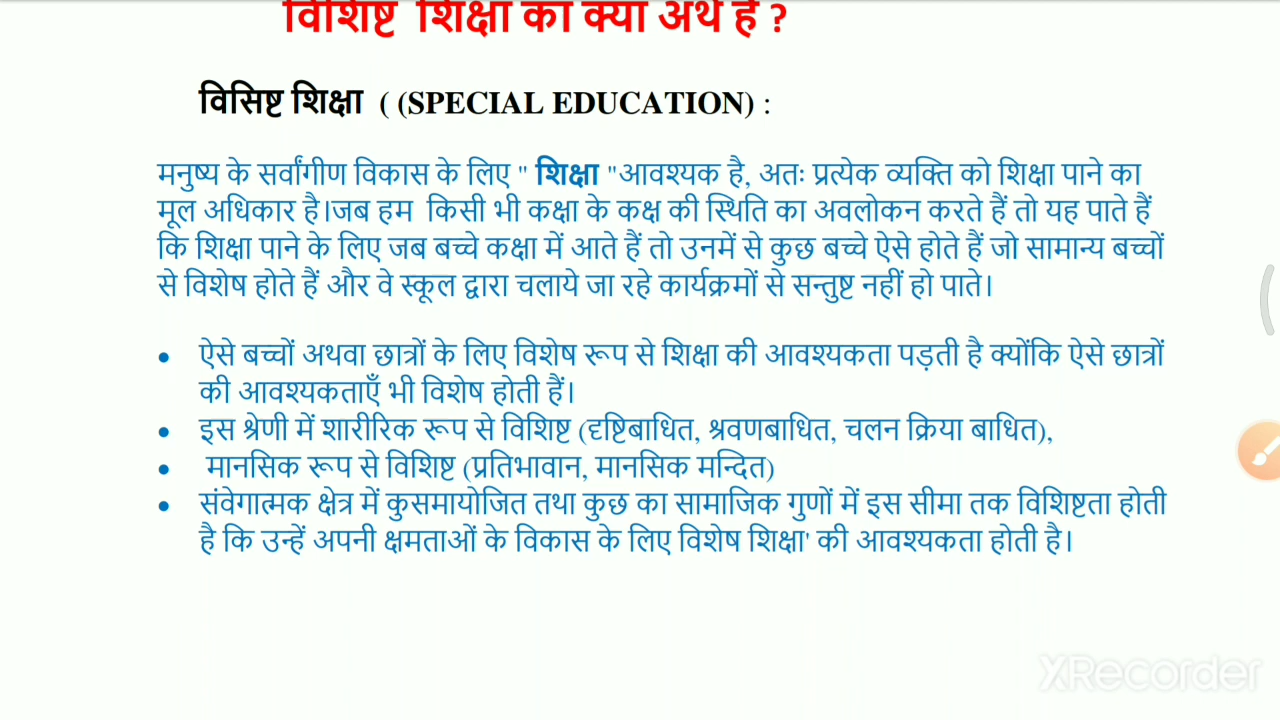 विशिष्ट शिक्षा का क्या अर्थ है ?
विसिष्ट शिक्षा ( (SPECIAL EDUCATION) :
मनुष्य के सर्वांगीण विकास के लिए " शिक्षा "आवश्यक है, अतः प्रत्येक व्यक्ति को शिक्षा पाने का
मूल अधिकार है।जब हम किसी भी कक्षा के कक्ष की स्थिति का अवलोकन करते हैं तो यह पाते हैं
कि शिक्षा पाने के लिए जब बच्चे कक्षा में आते हैं तो उनमें से कुछ बच्चे ऐसे होते हैं जो सामान्य बच्चों
से विशेष होते हैं और वे स्कूल द्वारा चलाये जा रहे कार्यक्रमों से सन्तुष्ट नहीं हो पाते।
• ऐसे बच्चों अथवा छात्रों के लिए विशेष रूप से शिक्षा की आवश्यकता पड़ती है क्योंकि ऐसे छात्रों
की आवश्यकताएँ भी विशेष होती हैं।
• इस श्रेणी में शारीरिक रूप से विशिष्ट (दृष्टिबाधित, श्रवणबाधित, चलन क्रिया बाधित),
• मानसिक रूप से विशिष्ट (प्रतिभावान, मानसिक मन्दित)
• संवेगात्मक क्षेत्र में कुसमायोजित तथा कुछ का सामाजिक गुणों में इस सीमा तक विशिष्टता होती
है कि उन्हें अपनी क्षमताओं के विकास के लिए विशेष शिक्षा' की आवश्यकता होती है।
XRecorder